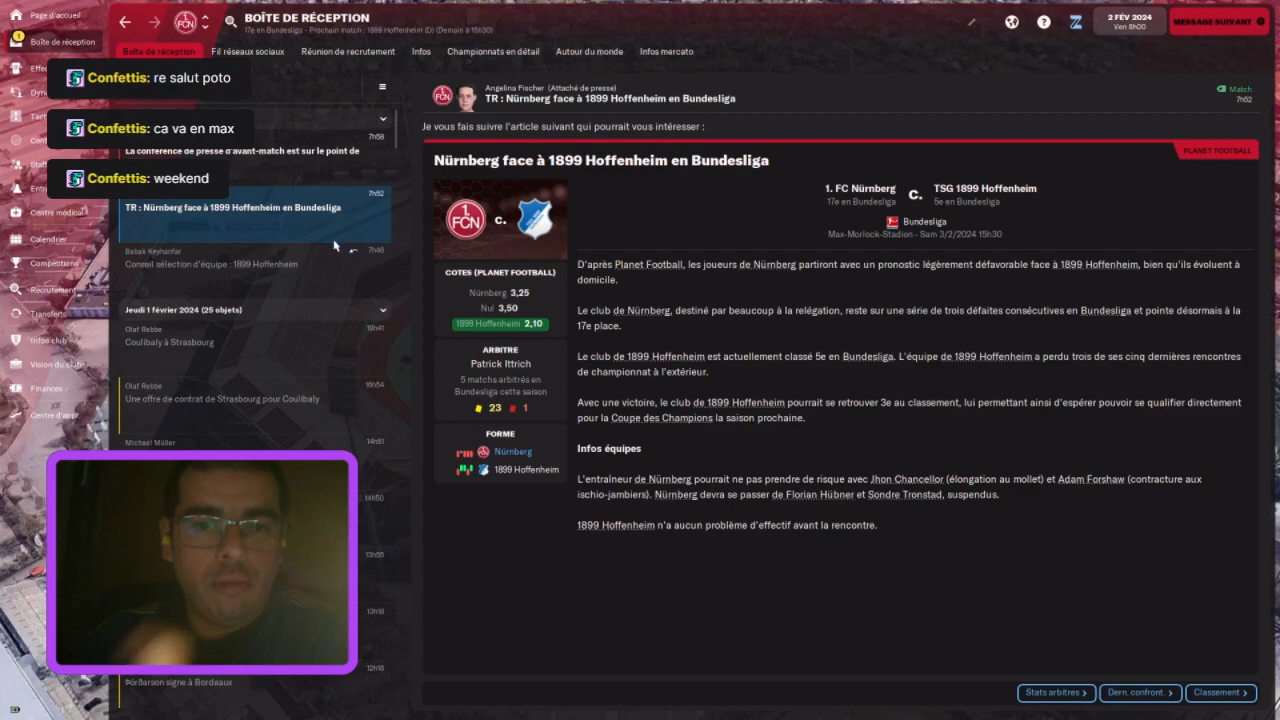 Page d'accueil
BOÎTE DE RÉCEPTION
17e en Bundesliga - Prochain match : 1899 Hoffenheim (D) (Demain à 15h30)
2 FÉV 2024
Ven 8h00
MESSAGE SUIVANT
1
Boîte de réception
Boîte de réception
Fil réseaux sociaux
Réunion de recrutement
Infos
Championnats en détail
Autour du monde
Infos mercato
Confettis: re salut poto
Confettis: ca va en max
Confettis: weekend
Centre médical
Calendrier
Compétitions
Recrutement
Transferts
Infos club
Vision du club
Finances
Centre d'appr.
7h58
La conférence de presse d'avant-match est sur le point de
7h52
TR : Nürnberg face à 1899 Hoffenheim en Bundesliga
Babak Keyhanfar
7h46
Conseil sélection d'équipe : 1899 Hoffenheim
Jeudi 1 février 2024 (25 objets)
Olaf Rebbe
19h41
Coulibaly à Strasbourg
Olaf Rebbe
16h54
Une offre de contrat de Strasbourg pour Coulibaly
Michael Müller
14h51
14h50
13h55
13h18
12h18
Þórðarson signe à Bordeaux
Angelina Fischer (Attaché de presse)
TR : Nürnberg face à 1899 Hoffenheim en Bundesliga
Match
7h52
Je vous fais suivre l'article suivant qui pourrait vous intéresser :
PLANET FOOTBALL
Nürnberg face à 1899 Hoffenheim en Bundesliga
1. FCN c.
1. FC Nürnberg
17e en Bundesliga
c.
TSG 1899 Hoffenheim
5e en Bundesliga
Bundesliga
Max-Morlock-Stadion - Sam 3/2/2024 15h30
COTES (PLANET FOOTBALL)
Nürnberg 3,25
Nul 3,50
1899 Hoffenheim 2,10
ARBITRE
Patrick Ittrich
5 matchs arbitrés en
Bundesliga cette saison
23 1
FORME
Nürnberg
1899 Hoffenheim
D'après Planet Football, les joueurs de Nürnberg partiront avec un pronostic légèrement défavorable face à 1899 Hoffenheim, bien qu'ils évoluent à
domicile.
Le club de Nürnberg, destiné par beaucoup à la relégation, reste sur une série de trois défaites consécutives en Bundesliga et pointe désormais à la
17e place.
Le club de 1899 Hoffenheim est actuellement classé 5e en Bundesliga. L'équipe de 1899 Hoffenheim a perdu trois de ses cinq dernières rencontres
de championnat à l'extérieur.
Avec une victoire, le club de 1899 Hoffenheim pourrait se retrouver 3e au classement, lui permettant ainsi d'espérer pouvoir se qualifier directement
pour la Coupe des Champions la saison prochaine.
Infos équipes
L'entraîneur de Nürnberg pourrait ne pas prendre de risque avec Jhon Chancellor (élongation au mollet) et Adam Forshaw (contracture aux
ischio-jambiers). Nürnberg devra se passer de Florian Hübner et Sondre Tronstad, suspendus.
1899 Hoffenheim n'a aucun problème d'effectif avant la rencontre.
Stats arbitres
Dern. confront.
Classement